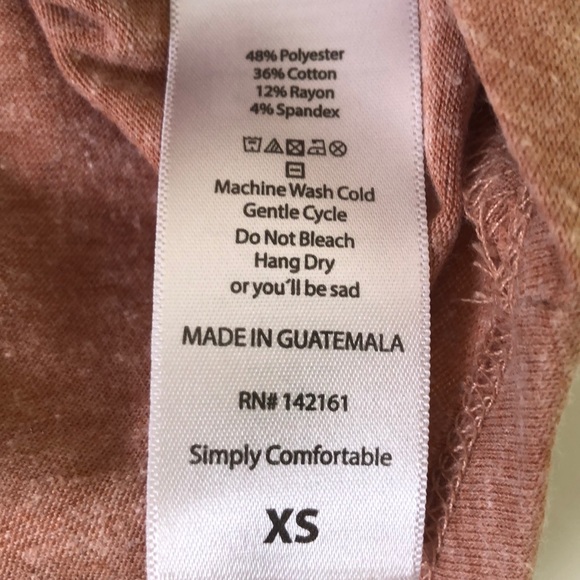 48% Polyester
36% Cotton
12% Rayon
4% Spandex
Machine Wash Cold
Gentle Cycle
Do Not Bleach
Hang Dry
or you'll be sad
MADE IN GUATEMALA
RN# 142161
Simply Comfortable
XS